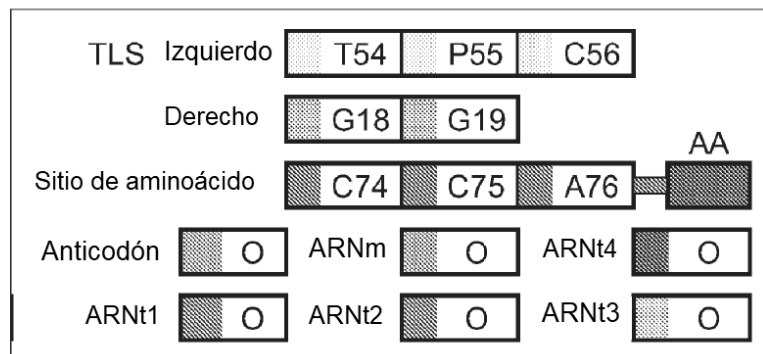 TLS Izquierdo T54 P55 C56
Derecho G18 G19
AA
Sitio de aminoácido C74 C75 A76
Anticodón O ARNm O ARNt4 O
ARNt1 O ARNt2 O ARNt3 O